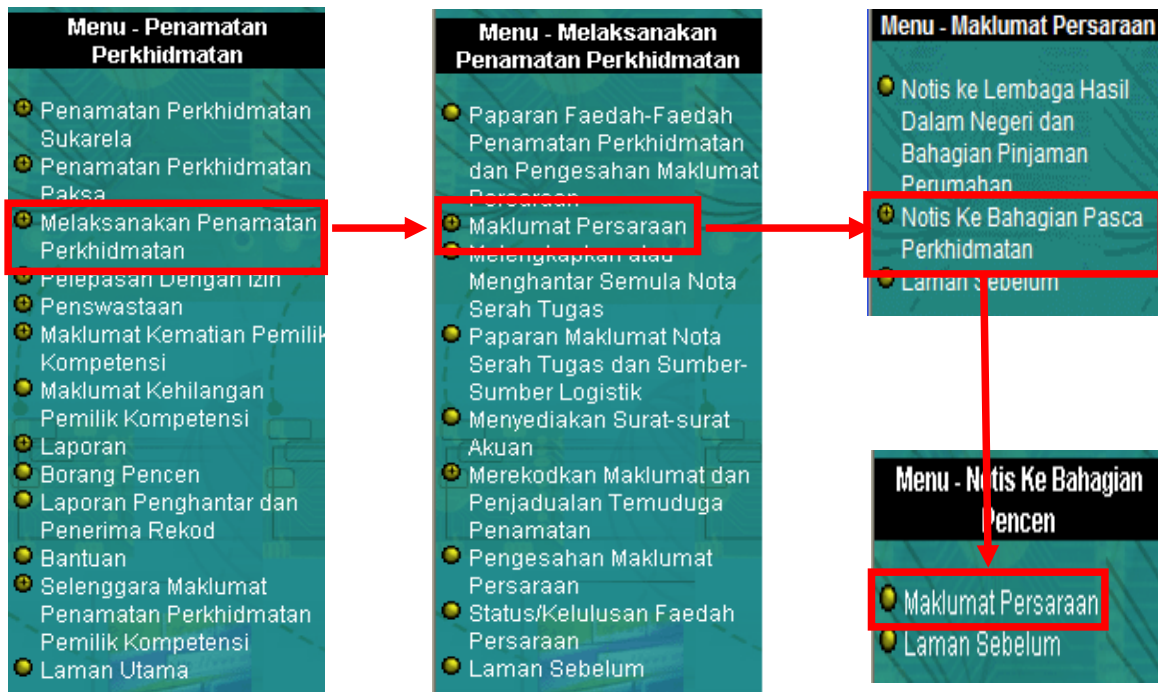 Menu - Penamatan
Perkhidmatan
Penamatan Perkhidmatan
Sukarela
Penamatan Perkhidmatan
Paksa
Melaksanakan Penamatan
Perkhidmatan
Pelepasan Dengan Izin
Penswastaan
Maklumat Kematian Pemilik
Kompetensi
Maklumat Kehilangan
Pemilik Kompetensi
Laporan
Borang Pencen
Laporan Penghantar dan
Penerima Rekod
Bantuan
Selenggara Maklumat
Penamatan Perkhidmatan
Pemilik Kompetensi
Laman Utama
Menu - Melaksanakan
Penamatan Perkhidmatan
Paparan Faedah-Faedah
Penamatan Perkhidmatan
dan Pengesahan Maklumat
Persaraan
Maklumat Persaraan
Melengkapkan atau
Menghantar Semula Nota
Serah Tugas
Paparan Maklumat Nota
Serah Tugas dan Sumber-
Sumber Logistik
Menyediakan Surat-surat
Akuan
Merekodkan Maklumat dan
Penjadualan Temuduga
Penamatan
Pengesahan Maklumat
Persaraan
Status/Kelulusan Faedah
Persaraan
Laman Sebelum
Menu - Maklumat Persaraan
Notis ke Lembaga Hasil
Dalam Negeri dan
Bahagian Pinjaman
Perumahan
Notis Ke Bahagian Pasca
Perkhidmatan
Laman Sebelum
Menu - Notis Ke Bahagian
Pencen
Maklumat Persaraan
Laman Sebelum